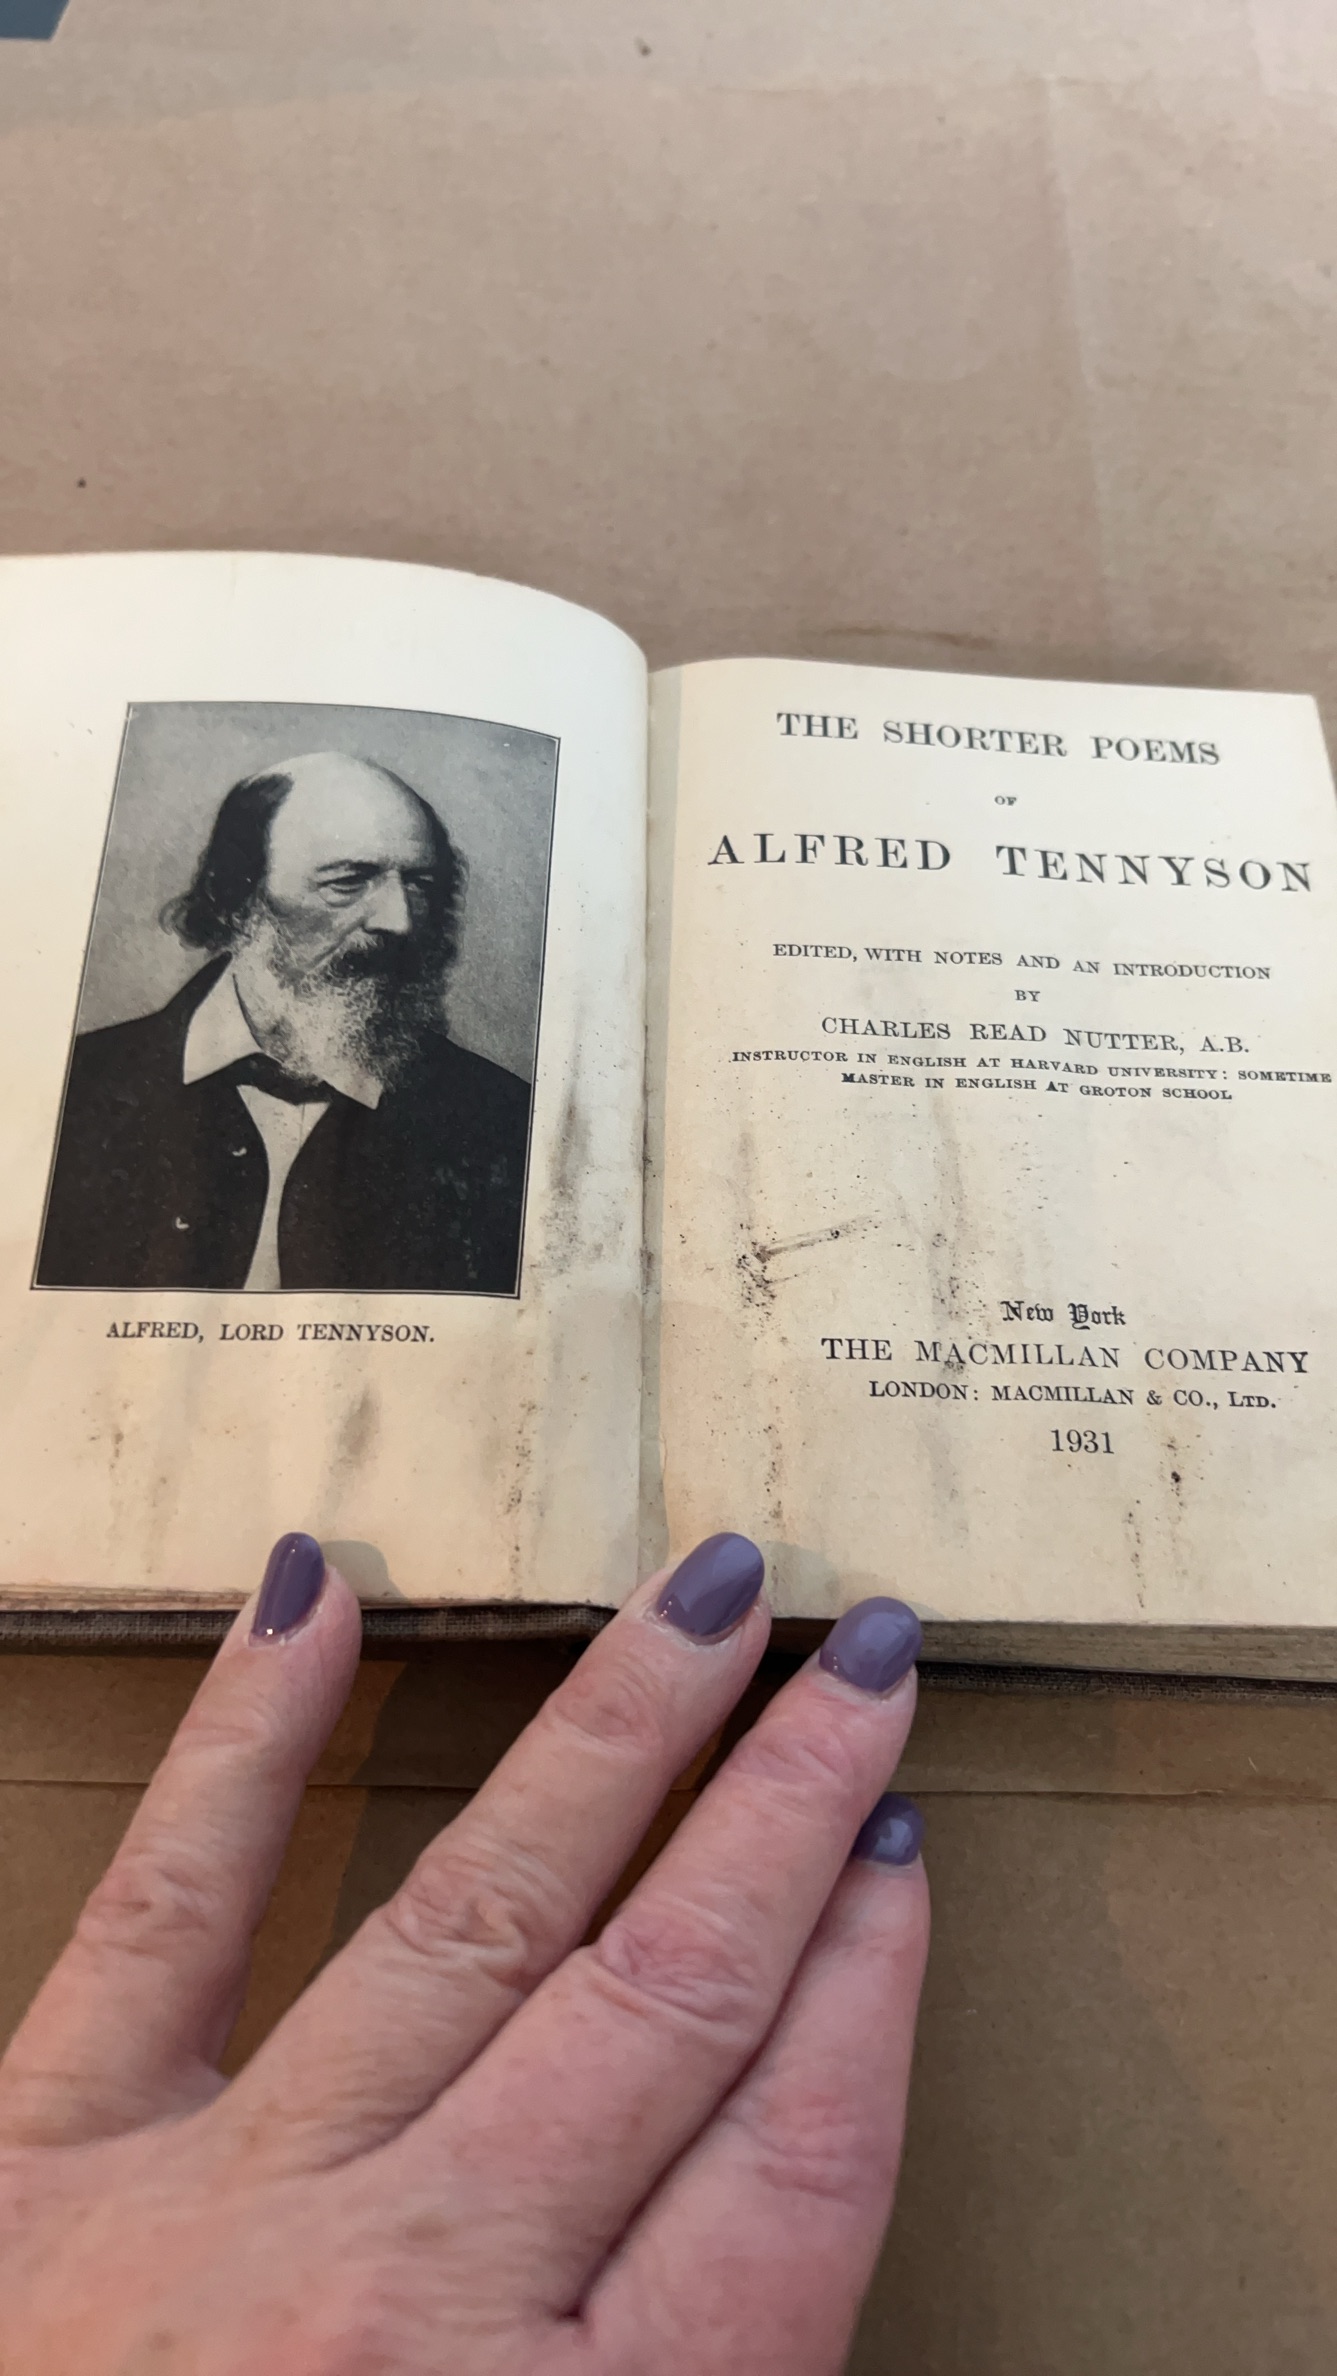 ALFRED, LORD TENNYSON.
THE SHORTER POEMS
OF
ALFRED TENNYSON
EDITED, WITH NOTES AND AN INTRODUCTION
BY
CHARLES READ NUTTER, A.B.
INSTRUCTOR IN ENGLISH AT HARVARD UNIVERSITY: SOMETIME
MASTER IN ENGLISH AT GROTON SCHOOL
New York
THE MACMILLAN COMPANY
LONDON: MACMILLAN & CO., LTD.
1931